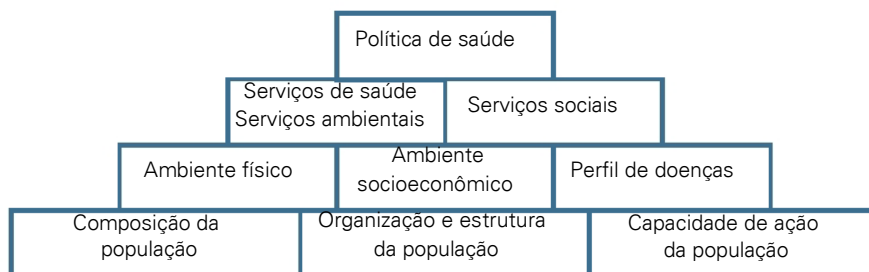 Política de saúde
Serviços de saúde
Serviços ambientais
Serviços sociais
Ambiente físico
Ambiente
socioeconômico
Perfil de doenças
Composição da
população
Organização e estrutura
da população
Capacidade de ação
da população